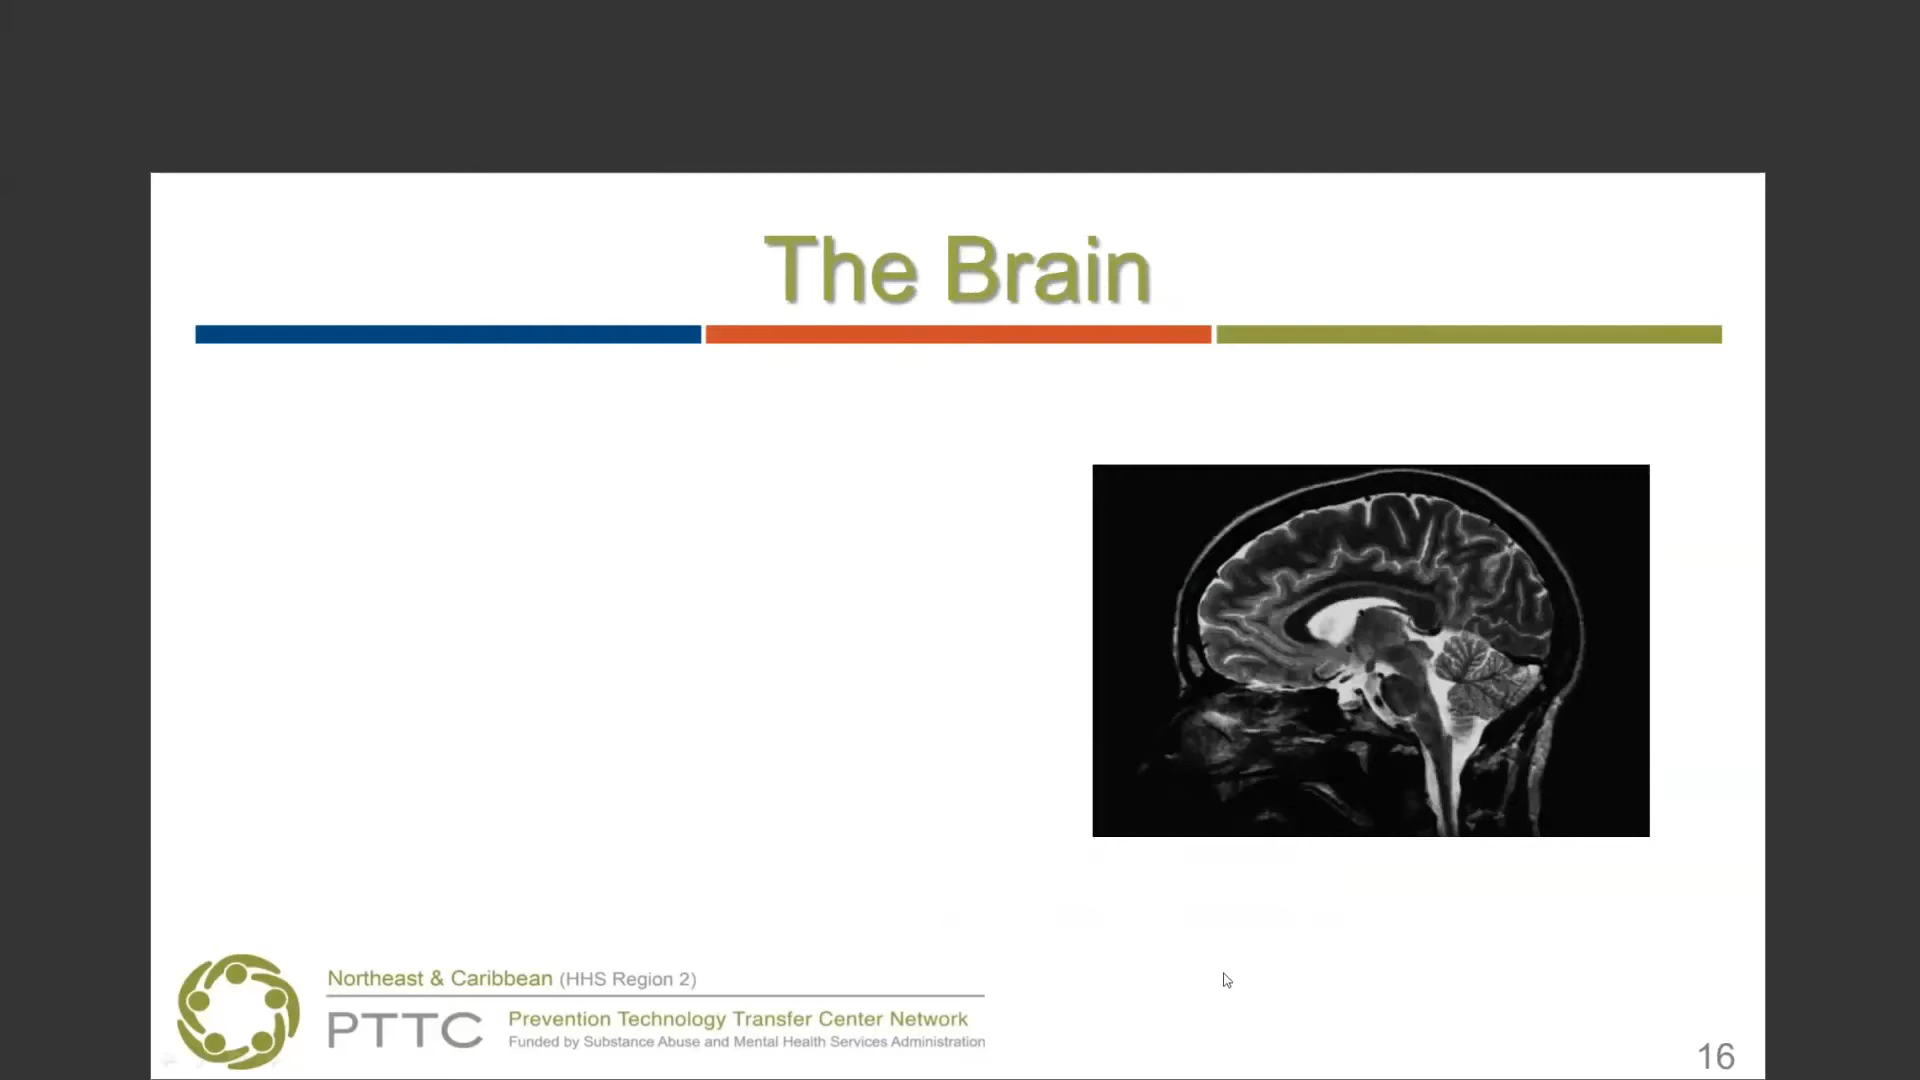 The Brain
Northeast & Caribbean (HHS Region 2)
PTTC
Prevention Technology Transfer Center Network
Funded by Substance Abuse and Mental Health Services Administration
16